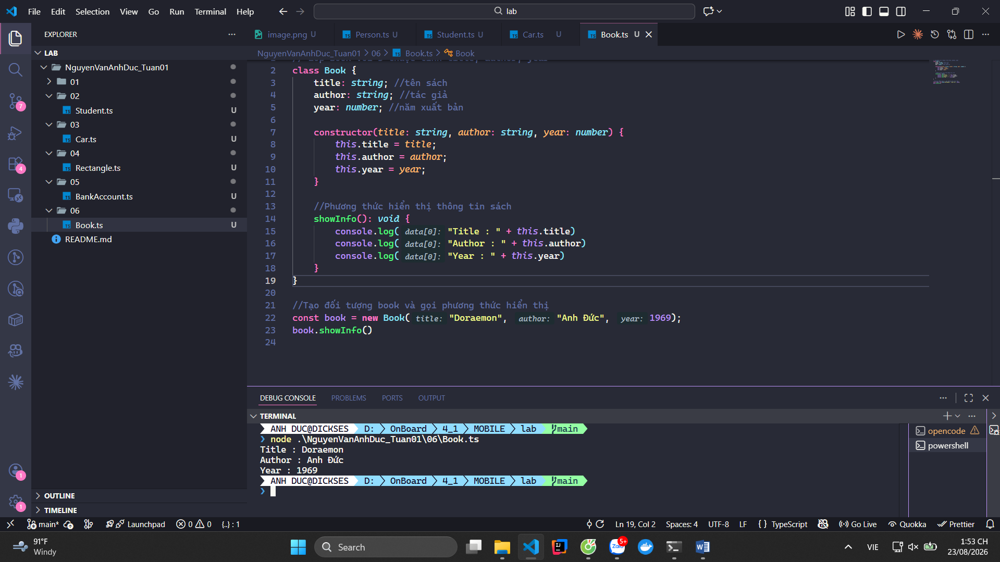 File Edit Selection View Go Run Terminal Help
lab
EXPLORER
LAB
NguyenVanAnhDuc_Tuan01
01
02
Student.ts U
03
Car.ts U
04
Rectangle.ts U
05
BankAccount.ts U
06
Book.ts U
README.md
OUTLINE
TIMELINE
7
4
1
1
image.png U
Person.ts U
Student.ts U
Car.ts U
Book.ts U
NguyenVanAnhDuc_Tuan01 > 06 > Book.ts > Book
2 class Book {
3 title: string; //tên sách
4 author: string; //tác giả
5 year: number; //năm xuất bản
6
7 constructor(title: string, author: string, year: number) {
8 this.title = title;
9 this.author = author;
10 this.year = year;
11 }
12
13 //Phương thức hiển thị thông tin sách
14 showInfo(): void {
15 console.log( data[0]: "Title : " + this.title)
16 console.log( data[0]: "Author : " + this.author)
17 console.log( data[0]: "Year : " + this.year)
18 }
19 }
20
21 //Tạo đối tượng book và gọi phương thức hiển thị
22 const book = new Book( title: "Doraemon", author: "Anh Đức", year: 1969);
23 book.showInfo()
24
DEBUG CONSOLE PROBLEMS PORTS OUTPUT
TERMINAL
ANH DUC@DICKSES D: OnBoard 4_1 MOBILE lab main
❯ node .\NguyenVanAnhDuc_Tuan01\06\Book.ts
Title : Doraemon
Author : Anh Đức
Year : 1969
ANH DUC@DICKSES D: OnBoard 4_1 MOBILE lab main
❯
opencode
powershell
main* Launchpad 0 0 {..} : 1
Ln 19, Col 2 Spaces: 4 UTF-8 LF { } TypeScript Go Live Quokka Prettier
91°F
Windy
Search
Zalo
5+
VIE
1:53 CH
23/08/2026